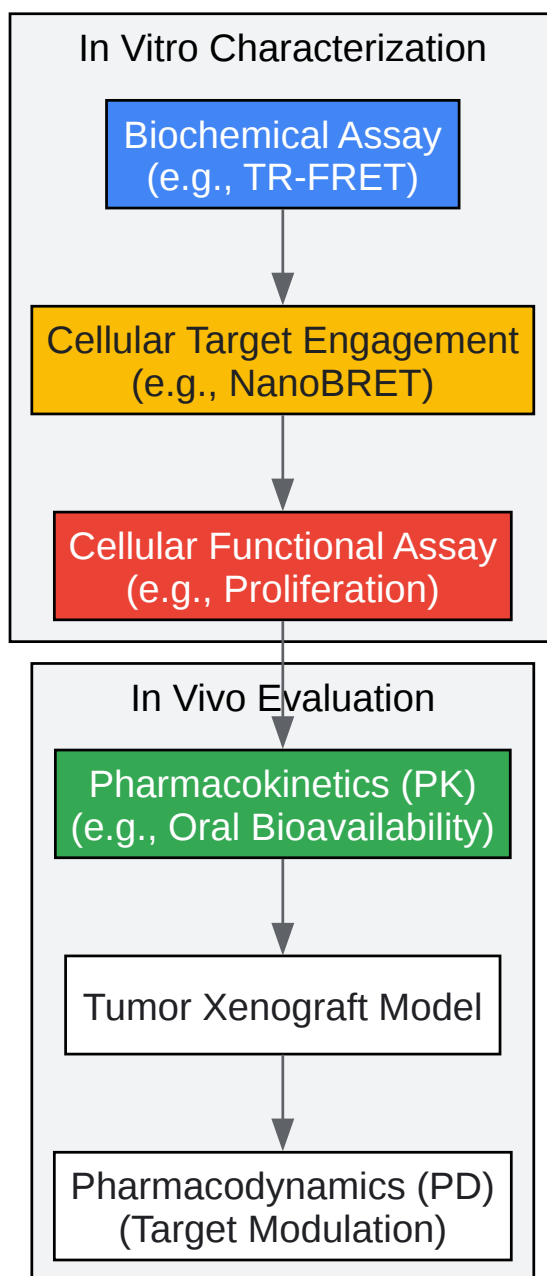 In Vitro Characterization
Biochemical Assay
(e.g., TR-FRET)
Cellular Target Engagement
(e.g., NanoBRET)
Cellular Functional Assay
(e.g., Proliferation)
In Vivo Evaluation
Pharmacokinetics (PK)
(e.g., Oral Bioavailability)
Tumor Xenograft Model
Pharmacodynamics (PD)
(Target Modulation)